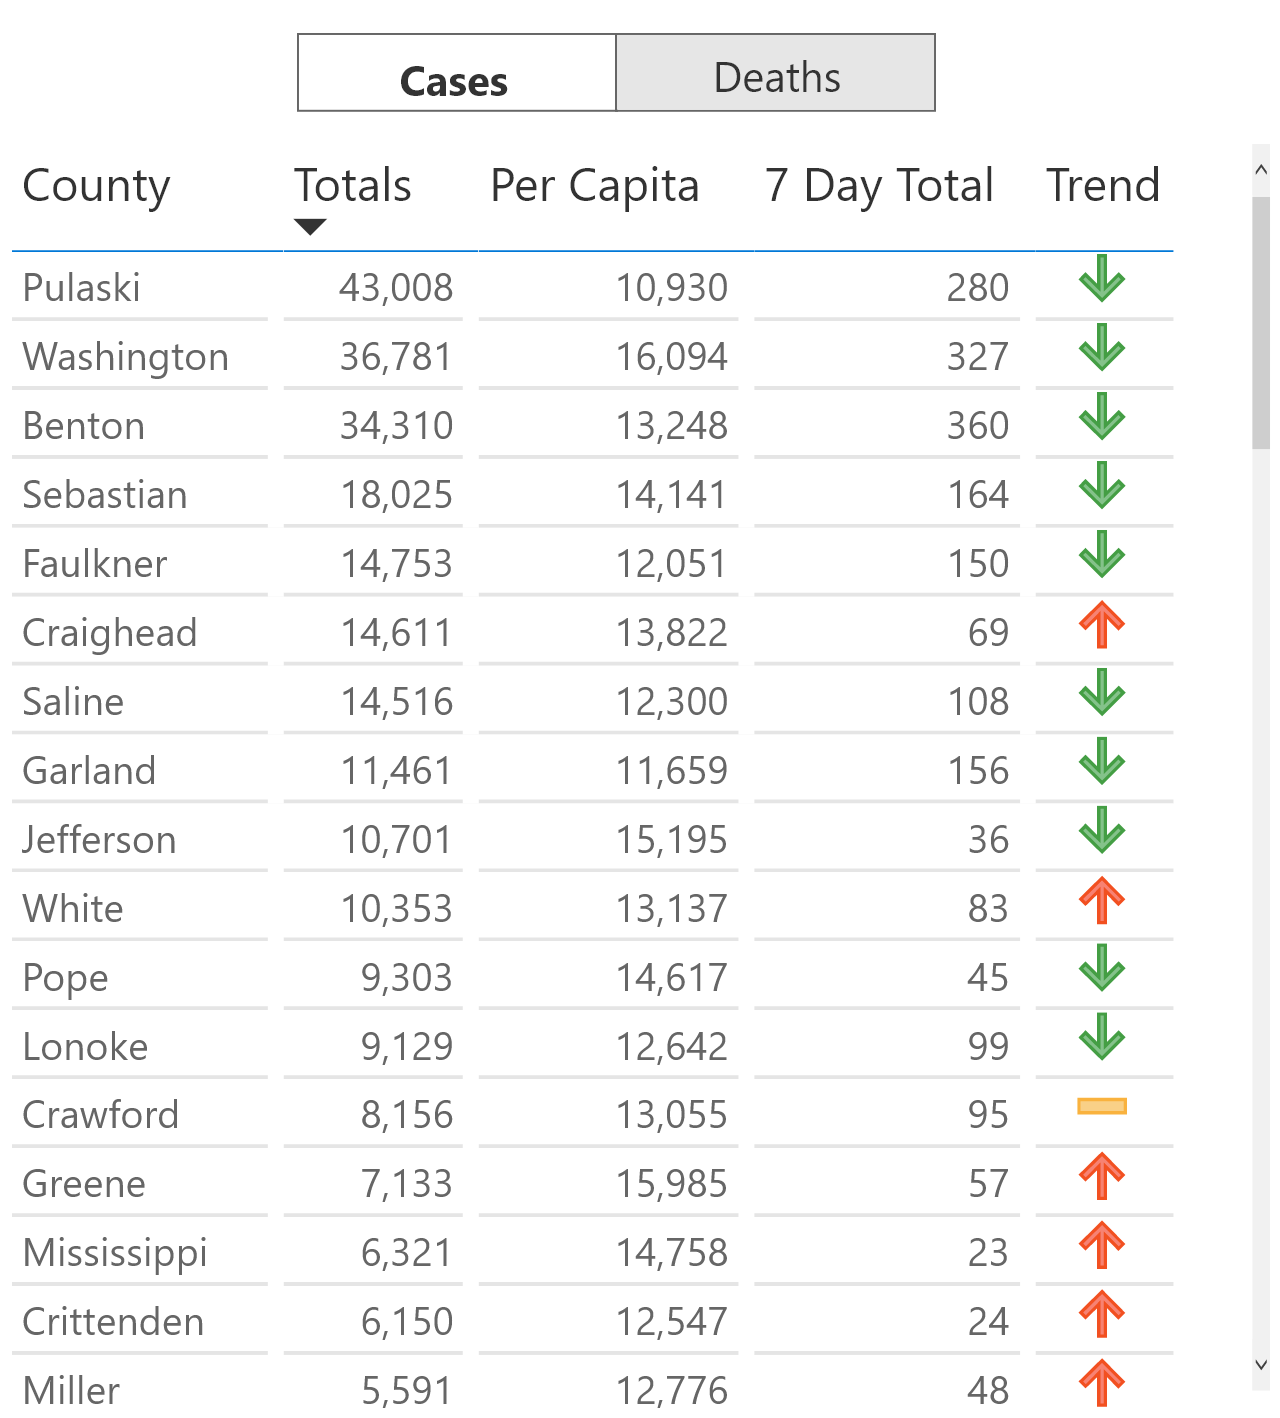 Cases Deaths
County Totals Per Capita 7 Day Total Trend
Pulaski 43,008 10,930 280
Washington 36,781 16,094 327
Benton 34,310 13,248 360
Sebastian 18,025 14,141 164
Faulkner 14,753 12,051 150
Craighead 14,611 13,822 69
Saline 14,516 12,300 108
Garland 11,461 11,659 156
Jefferson 10,701 15,195 36
White 10,353 13,137 83
Pope 9,303 14,617 45
Lonoke 9,129 12,642 99
Crawford 8,156 13,055 95
Greene 7,133 15,985 57
Mississippi 6,321 14,758 23
Crittenden 6,150 12,547 24
Miller 5,591 12,776 48